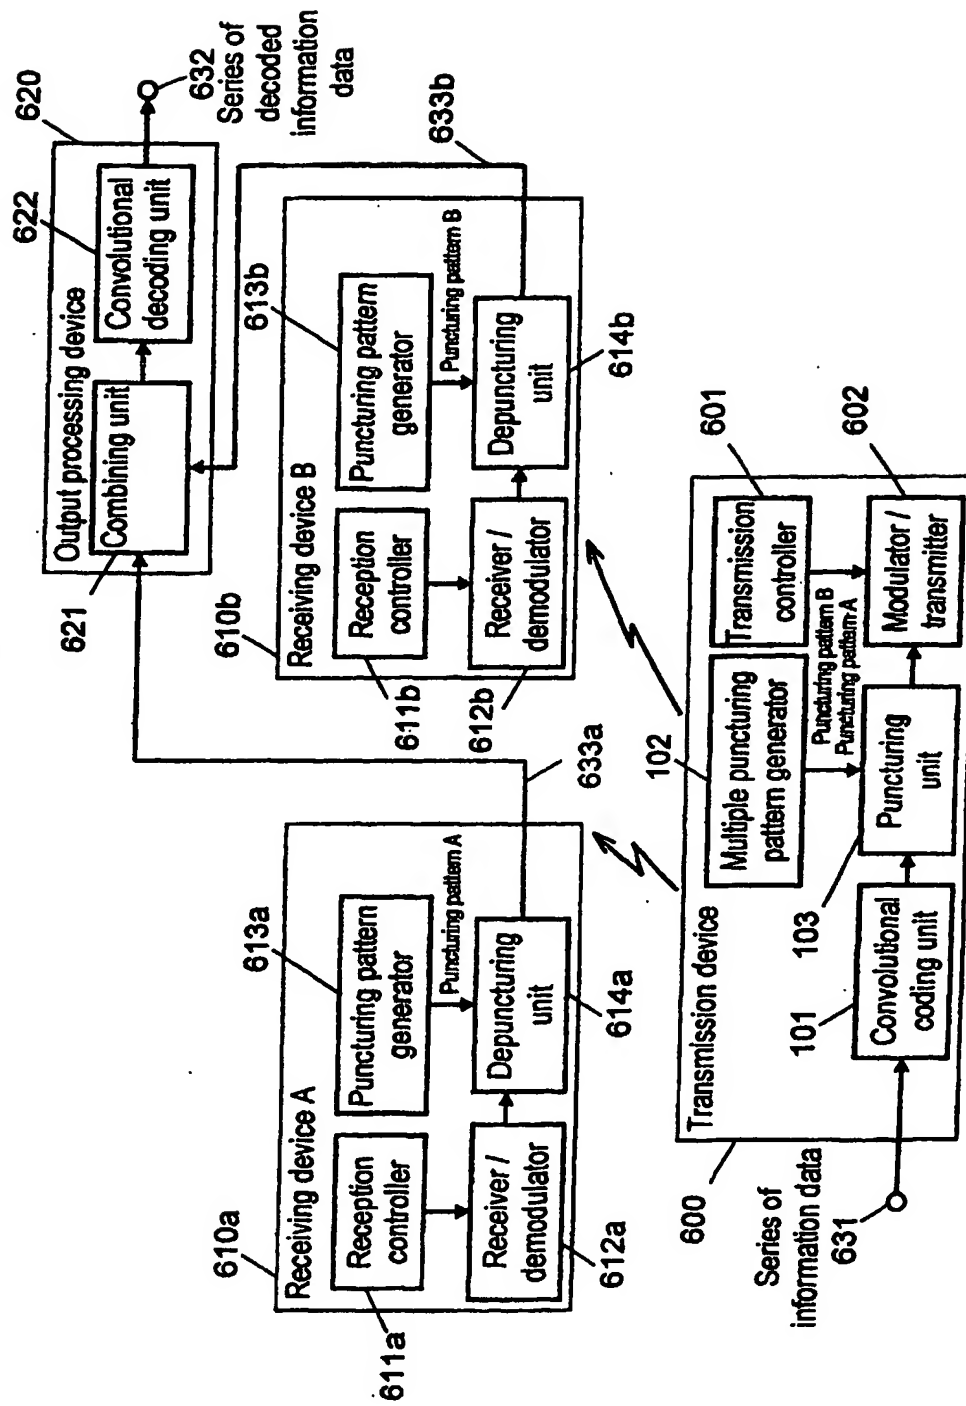 620
Output processing device
622
Combining unit
Convolutional
decoding unit
621
632
Series of
decoded
information
data
633b
610a
Receiving device A
613a
Reception
controller
Puncturing pattern
generator
Puncturing pattern A
611a
Receiver /
demodulator
Depuncturing
unit
612a
614a
633a
610b
Receiving device B
613b
Reception
controller
Puncturing pattern
generator
Puncturing pattern B
611b
Receiver /
demodulator
Depuncturing
unit
612b
614b
600
Transmission device
102
601
Multiple puncturing
pattern generator
Transmission
controller
Puncturing pattern B
Puncturing pattern A
101
103
602
Convolutional
coding unit
Puncturing
unit
Modulator /
transmitter
Series of
information data
631